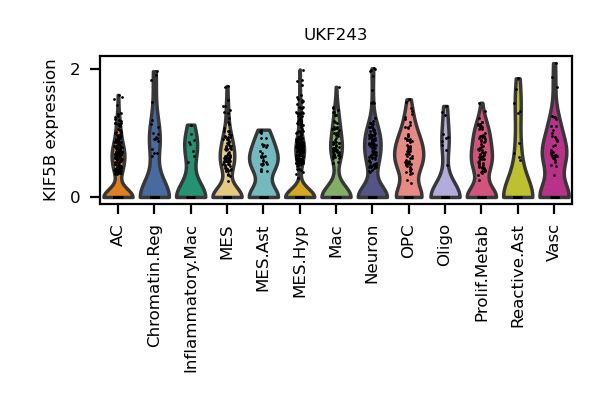 UKF243
KIF5B expression
2
0
AC
Chromatin.Reg
Inflammatory.Mac
MES
MES.Ast
MES.Hyp
Mac
Neuron
OPC
Oligo
Prolif.Metab
Reactive.Ast
Vasc